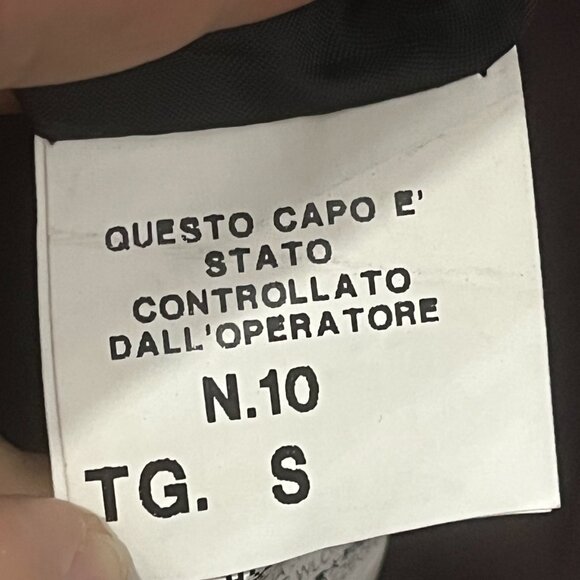 QUESTO CAPO E'
STATO
CONTROLLATO
DALL'OPERATORE
N.10
TG. S